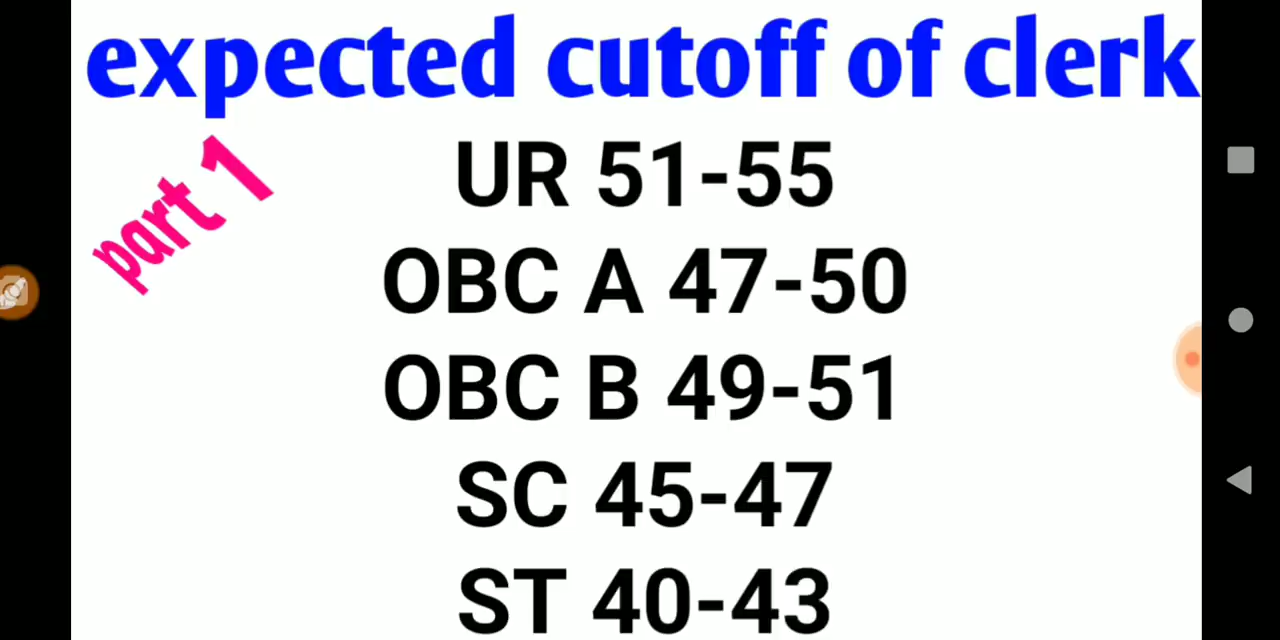 expected cutoff of clerk
part 1
UR 51-55
OBC A 47-50
OBC B 49-51
SC 45-47
ST 40-43